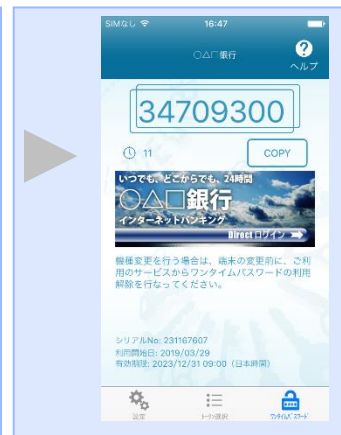 SIMなし 16:47
○△□銀行
?
ヘルプ
34709300
11 COPY
いつでも、どこからでも、24時間
○△□銀行
インターネットバンキング
Direct ログイン
機種変更を行う場合は、端末の変更前に、ご利
用のサービスからワンタイムパスワードの利用
解除を行なってください。
シリアルNo: 231167607
利用開始日: 2019/03/29
有効期限: 2023/12/31 09:00（日本時間）
設定 トークン選択 ワンタイムパスワード